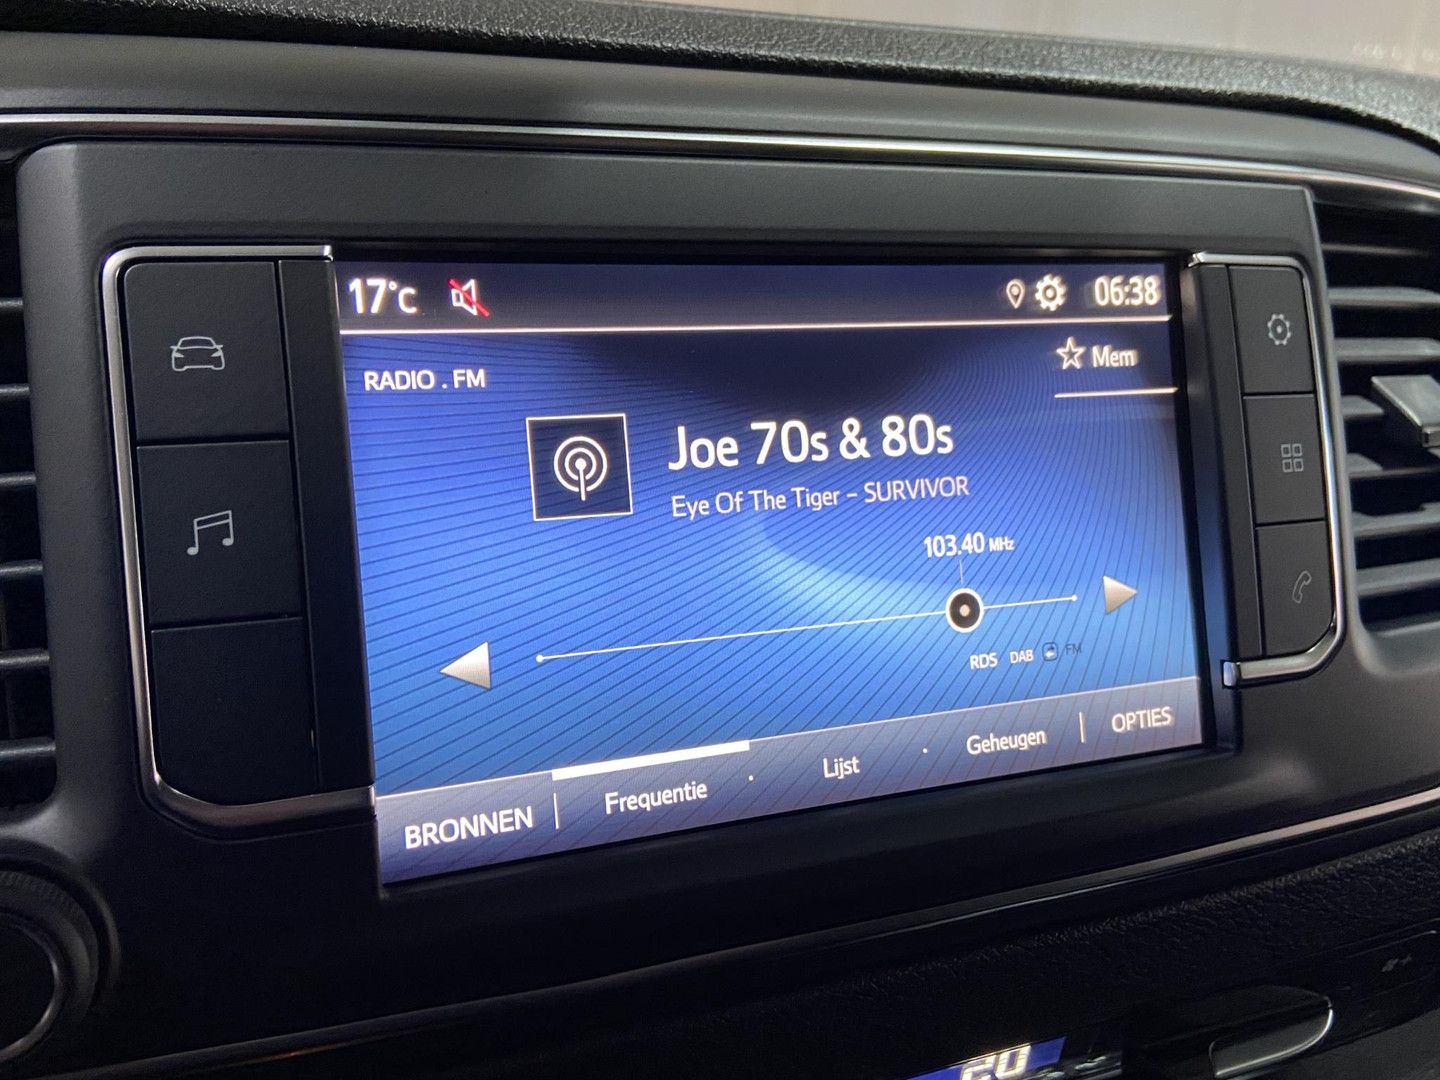 17°C 06:38
Mem
RADIO . FM
Joe 70s & 80s
Eye Of The Tiger - SURVIVOR
103.40 MHz
RDS DAB FM
BRONNEN Frequentie Lijst Geheugen OPTIES